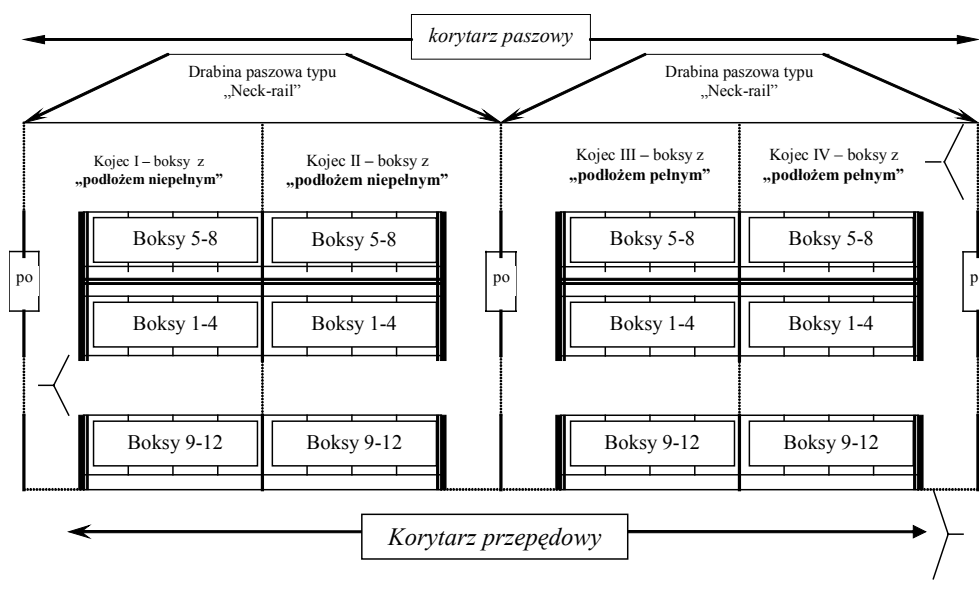 korytarz paszowy
Drabina paszowa typu
„Neck-rail”
Drabina paszowa typu
„Neck-rail”
Kojec I – boksy z
„podłożem niepełnym”
Kojec II – boksy z
„podłożem niepełnym”
Kojec III – boksy z
„podłożem pełnym”
Kojec IV – boksy z
„podłożem pełnym”
Boksy 5-8
Boksy 5-8
Boksy 5-8
Boksy 5-8
po
po
p
Boksy 1-4
Boksy 1-4
Boksy 1-4
Boksy 1-4
Boksy 9-12
Boksy 9-12
Boksy 9-12
Boksy 9-12
Korytarz przepędowy